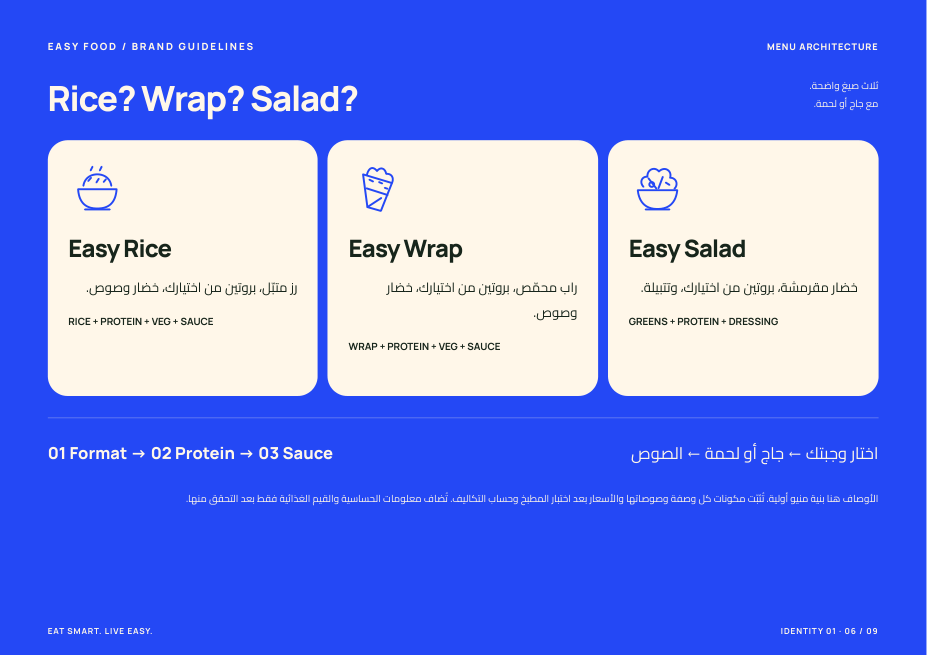 EASY FOOD / BRAND GUIDELINES
MENU ARCHITECTURE
Rice? Wrap? Salad?
ثلاث صيغ واضحة.
مع جاج أو لحمة.
Easy Rice
رز متبّل، بروتين من اختيارك، خضار وصوص.
RICE + PROTEIN + VEG + SAUCE
Easy Wrap
راب محمّص، بروتين من اختيارك، خضار
وصوص.
WRAP + PROTEIN + VEG + SAUCE
Easy Salad
خضار مقرمشة، بروتين من اختيارك، وتتبيلة.
GREENS + PROTEIN + DRESSING
01 Format → 02 Protein → 03 Sauce
اختار وجبتك ← جاج أو لحمة ← الصوص
الأوصاف هنا بنية منيو أولية. تُثبّت مكونات كل وصفة وصوصاتها والأسعار بعد اختبار المطبخ وحساب التكاليف. تُضاف معلومات الحساسية والقيم الغذائية فقط بعد التحقق منها.
EAT SMART. LIVE EASY.
IDENTITY 01 · 06 / 09